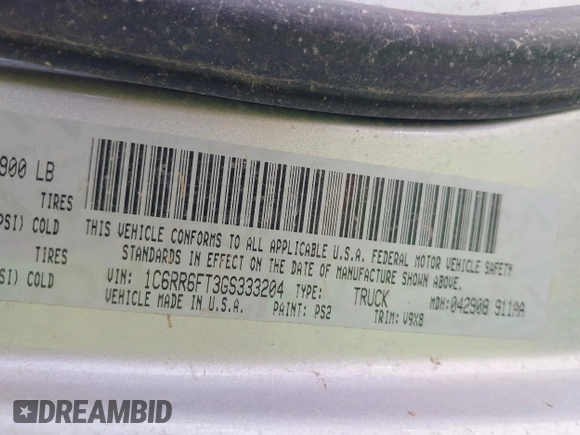 900 LB
TIRES
PSI) COLD
TIRES
PSI) COLD
THIS VEHICLE CONFORMS TO ALL APPLICABLE U.S.A. FEDERAL MOTOR VEHICLE SAFETY
STANDARDS IN EFFECT ON THE DATE OF MANUFACTURE SHOWN ABOVE.
VIN: 1C6RR6FT3GS333204 TYPE: TRUCK MDH:042908 911AA
VEHICLE MADE IN U.S.A. PAINT: PS2 TRIM: V9X8
DREAMBID